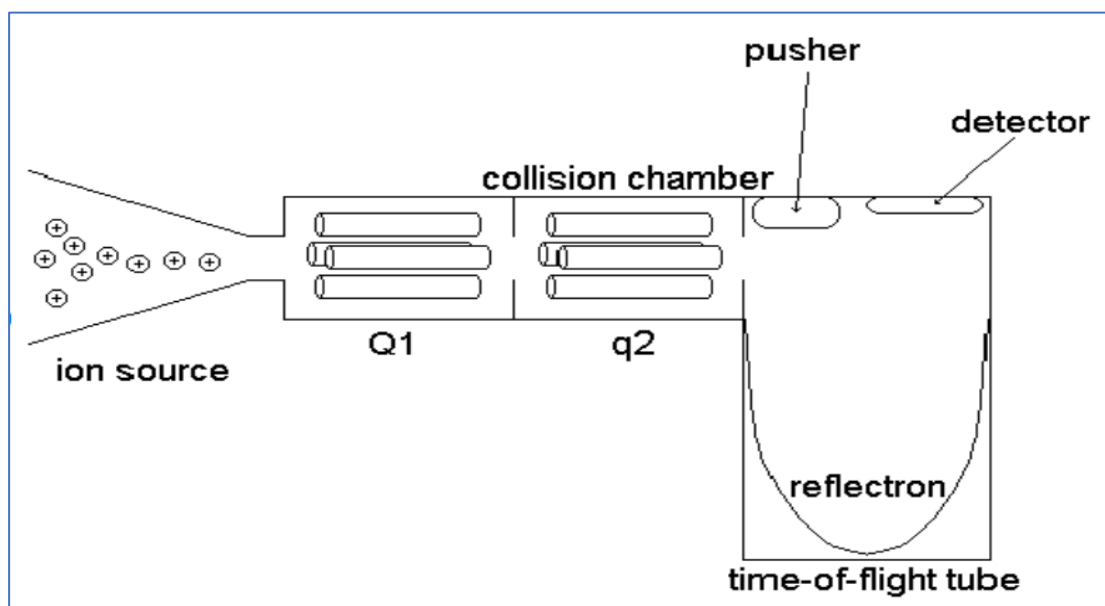 pusher
detector
collision chamber
Q1
q2
ion source
reflectron
time-of-flight tube